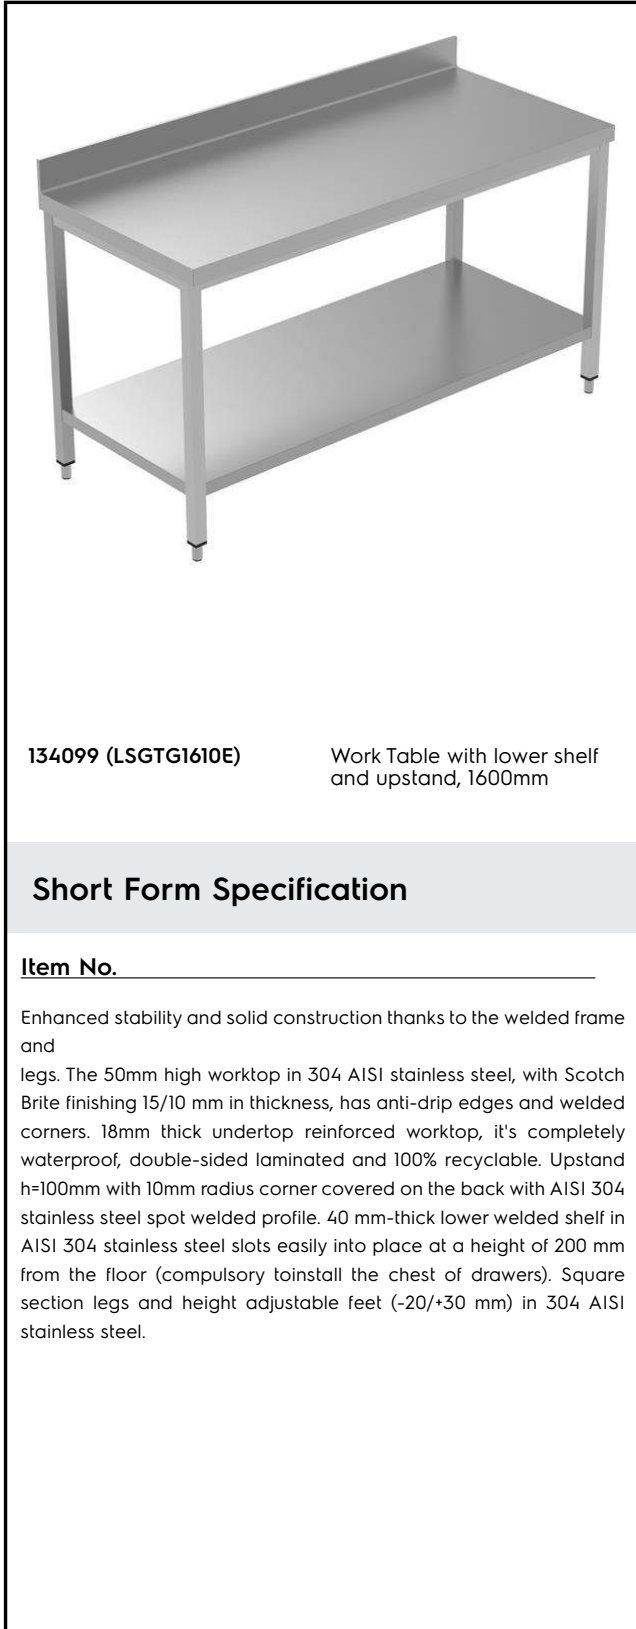 134099 (LSGTG1610E)
Work Table with lower shelf
and upstand, 1600mm
Short Form Specification
Item No.
Enhanced stability and solid construction thanks to the welded frame
and
legs. The 50mm high worktop in 304 AISI stainless steel, with Scotch
Brite finishing 15/10 mm in thickness, has anti-drip edges and welded
corners. 18mm thick undertop reinforced worktop, it's completely
waterproof, double-sided laminated and 100% recyclable. Upstand
h=100mm with 10mm radius corner covered on the back with AISI 304
stainless steel spot welded profile. 40 mm-thick lower welded shelf in
AISI 304 stainless steel slots easily into place at a height of 200 mm
from the floor (compulsory toinstall the chest of drawers). Square
section legs and height adjustable feet (-20/+30 mm) in 304 AISI
stainless steel.